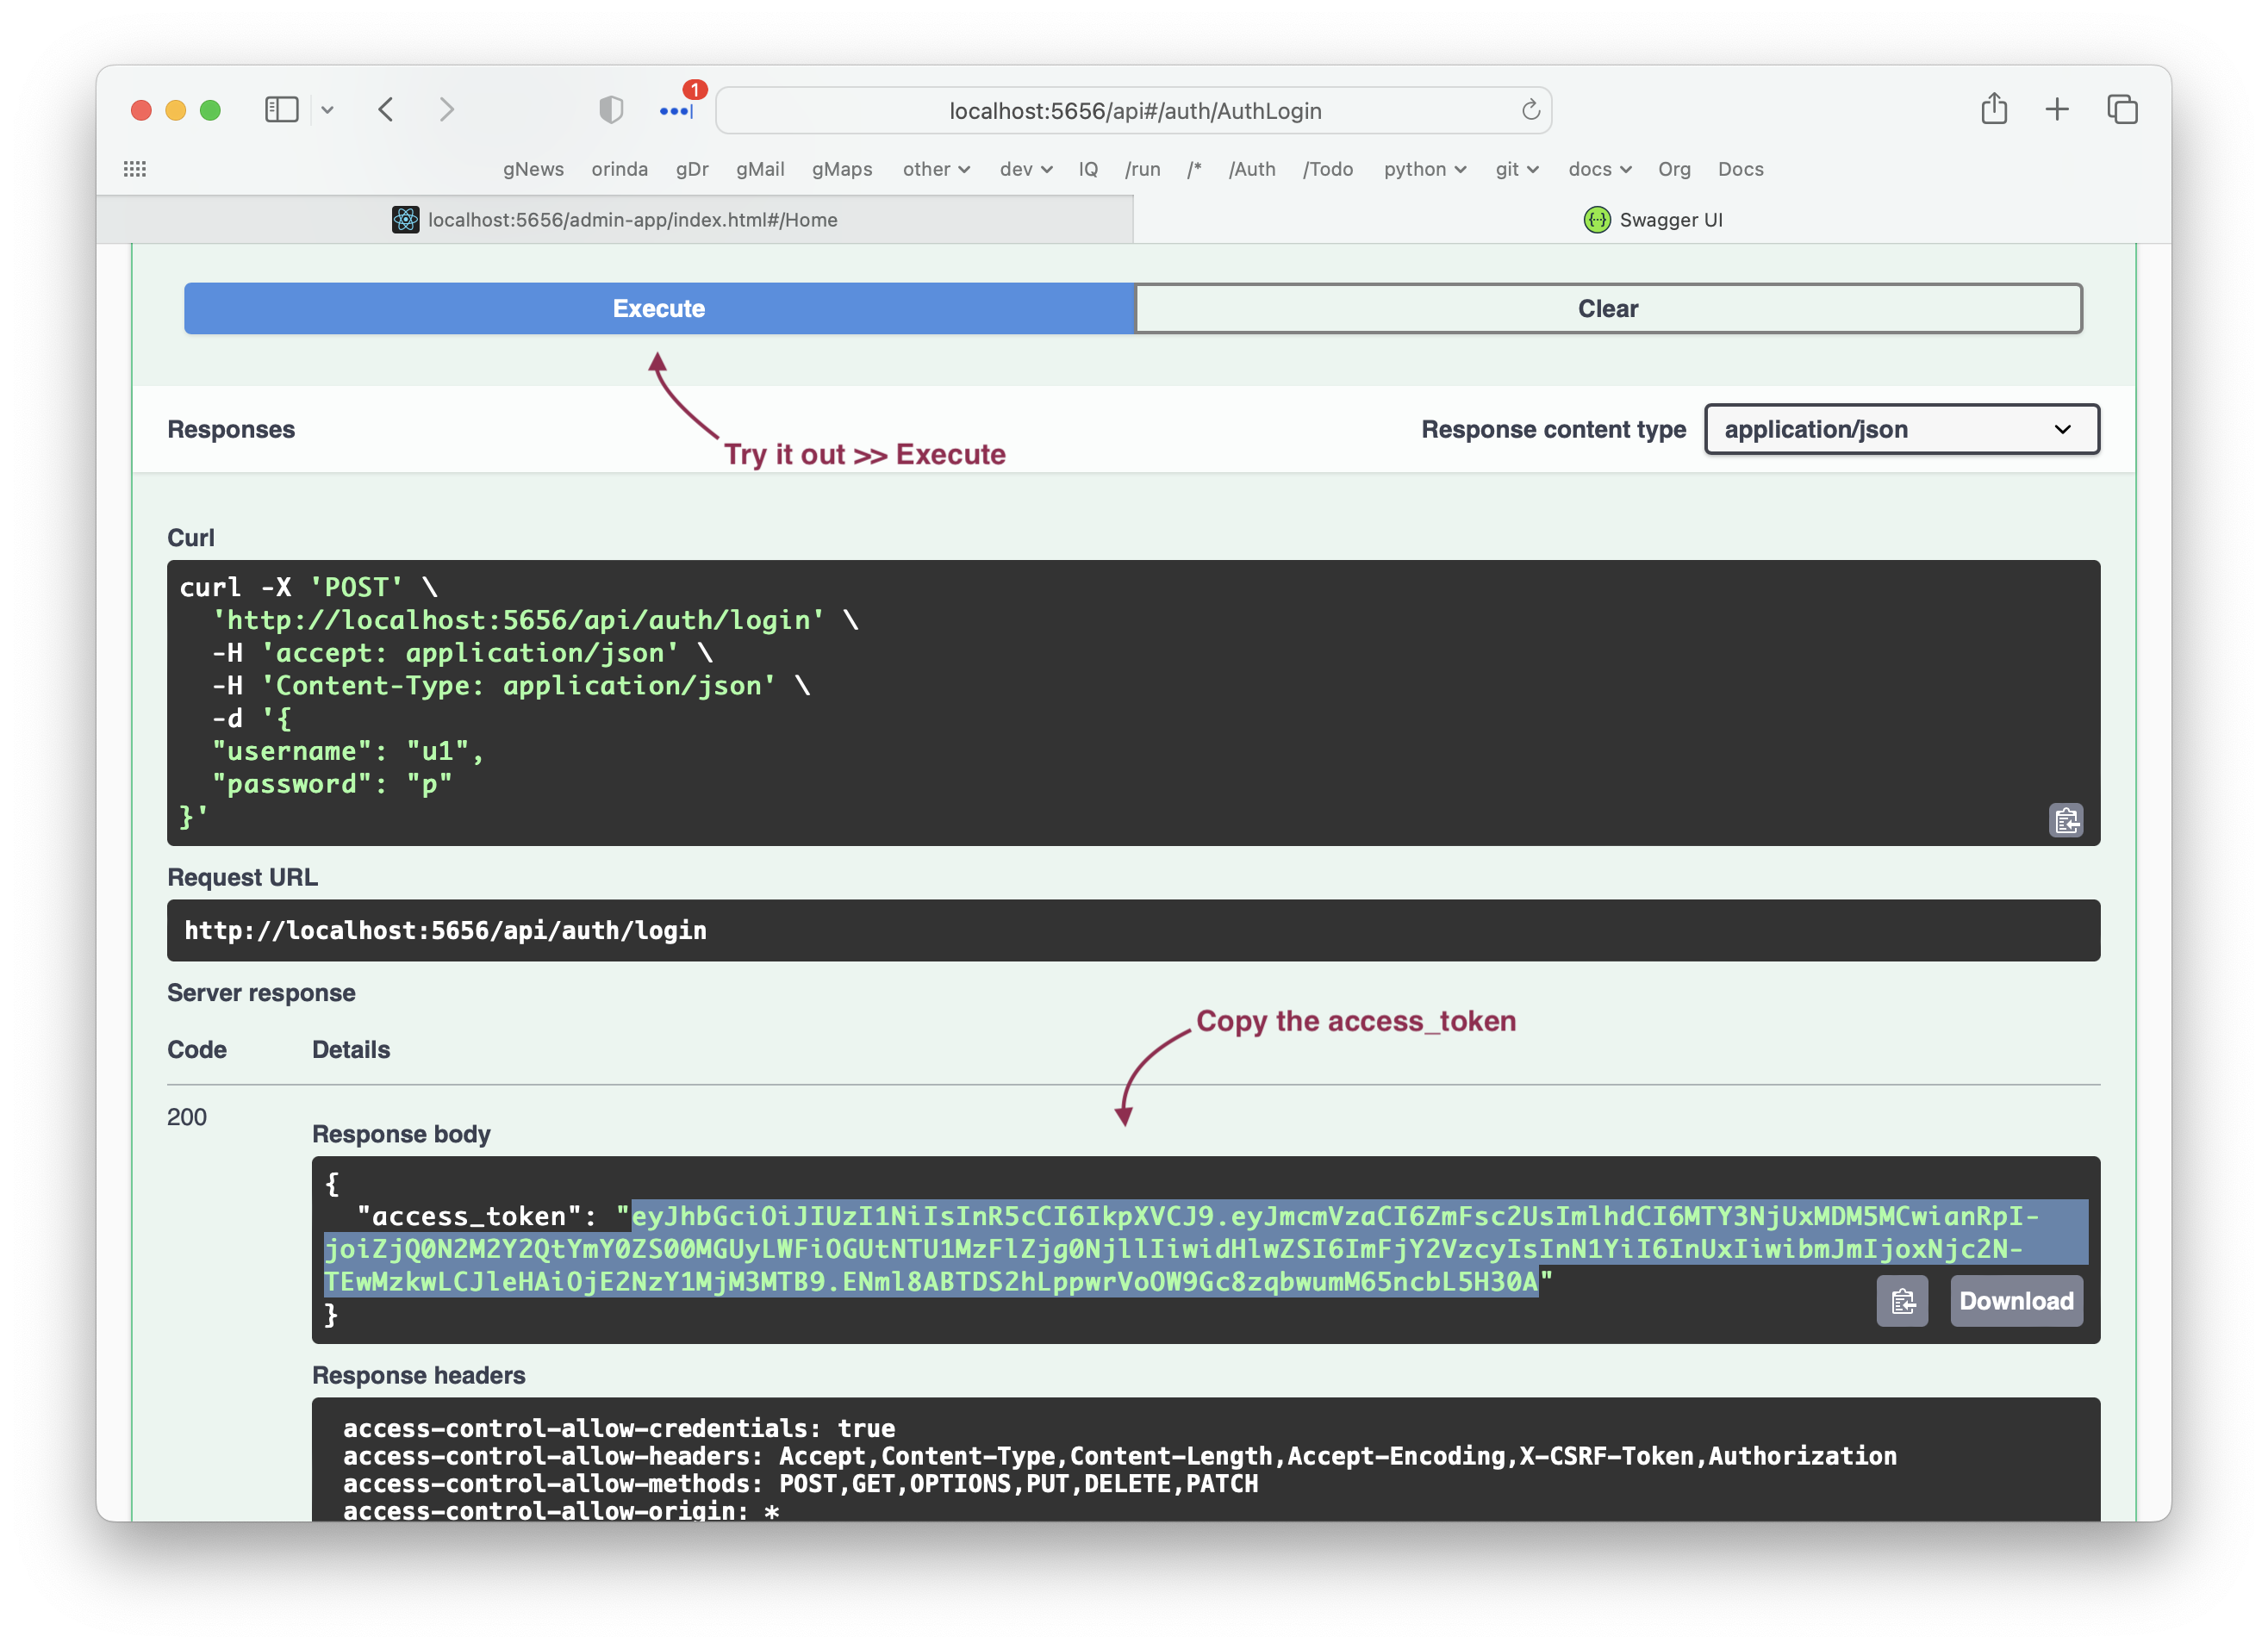 1
localhost:5656/api#/auth/AuthLogin
gNews orinda gDr gMail gMaps other dev IQ /run /* /Auth /Todo python git docs Org Docs
localhost:5656/admin-app/index.html#/Home
Swagger UI
Execute
Clear
Try it out >> Execute
Responses
Response content type
application/json
Curl
curl -X 'POST' \
'http://localhost:5656/api/auth/login' \
-H 'accept: application/json' \
-H 'Content-Type: application/json' \
-d '{
"username": "u1",
"password": "p"
}'
Request URL
http://localhost:5656/api/auth/login
Server response
Copy the access_token
Code Details
200
Response body
{
"access_token": "eyJhbGciOiJIUzI1NiIsInR5cCI6IkpXVCJ9.eyJmcmVzaCI6ZmFsc2UsImlhdCI6MTY3NjUxMDM5MCwianRpI-
joiZjQ0N2M2Y2QtYmY0ZS00MGUyLWFiOGUtNTU1MzFlZjg0NjllIiwidHlwZSI6ImFjY2VzcyIsInN1YiI6InUxIiwibmJmIjoxNjc2N-
TEwMzkwLCJleHAiOjE2NzY1MjM3MTB9.ENml8ABTDS2hLppwrVoOW9Gc8zqbwumM65ncbL5H30A"
}
Download
Response headers
access-control-allow-credentials: true
access-control-allow-headers: Accept,Content-Type,Content-Length,Accept-Encoding,X-CSRF-Token,Authorization
access-control-allow-methods: POST,GET,OPTIONS,PUT,DELETE,PATCH
access-control-allow-origin: *